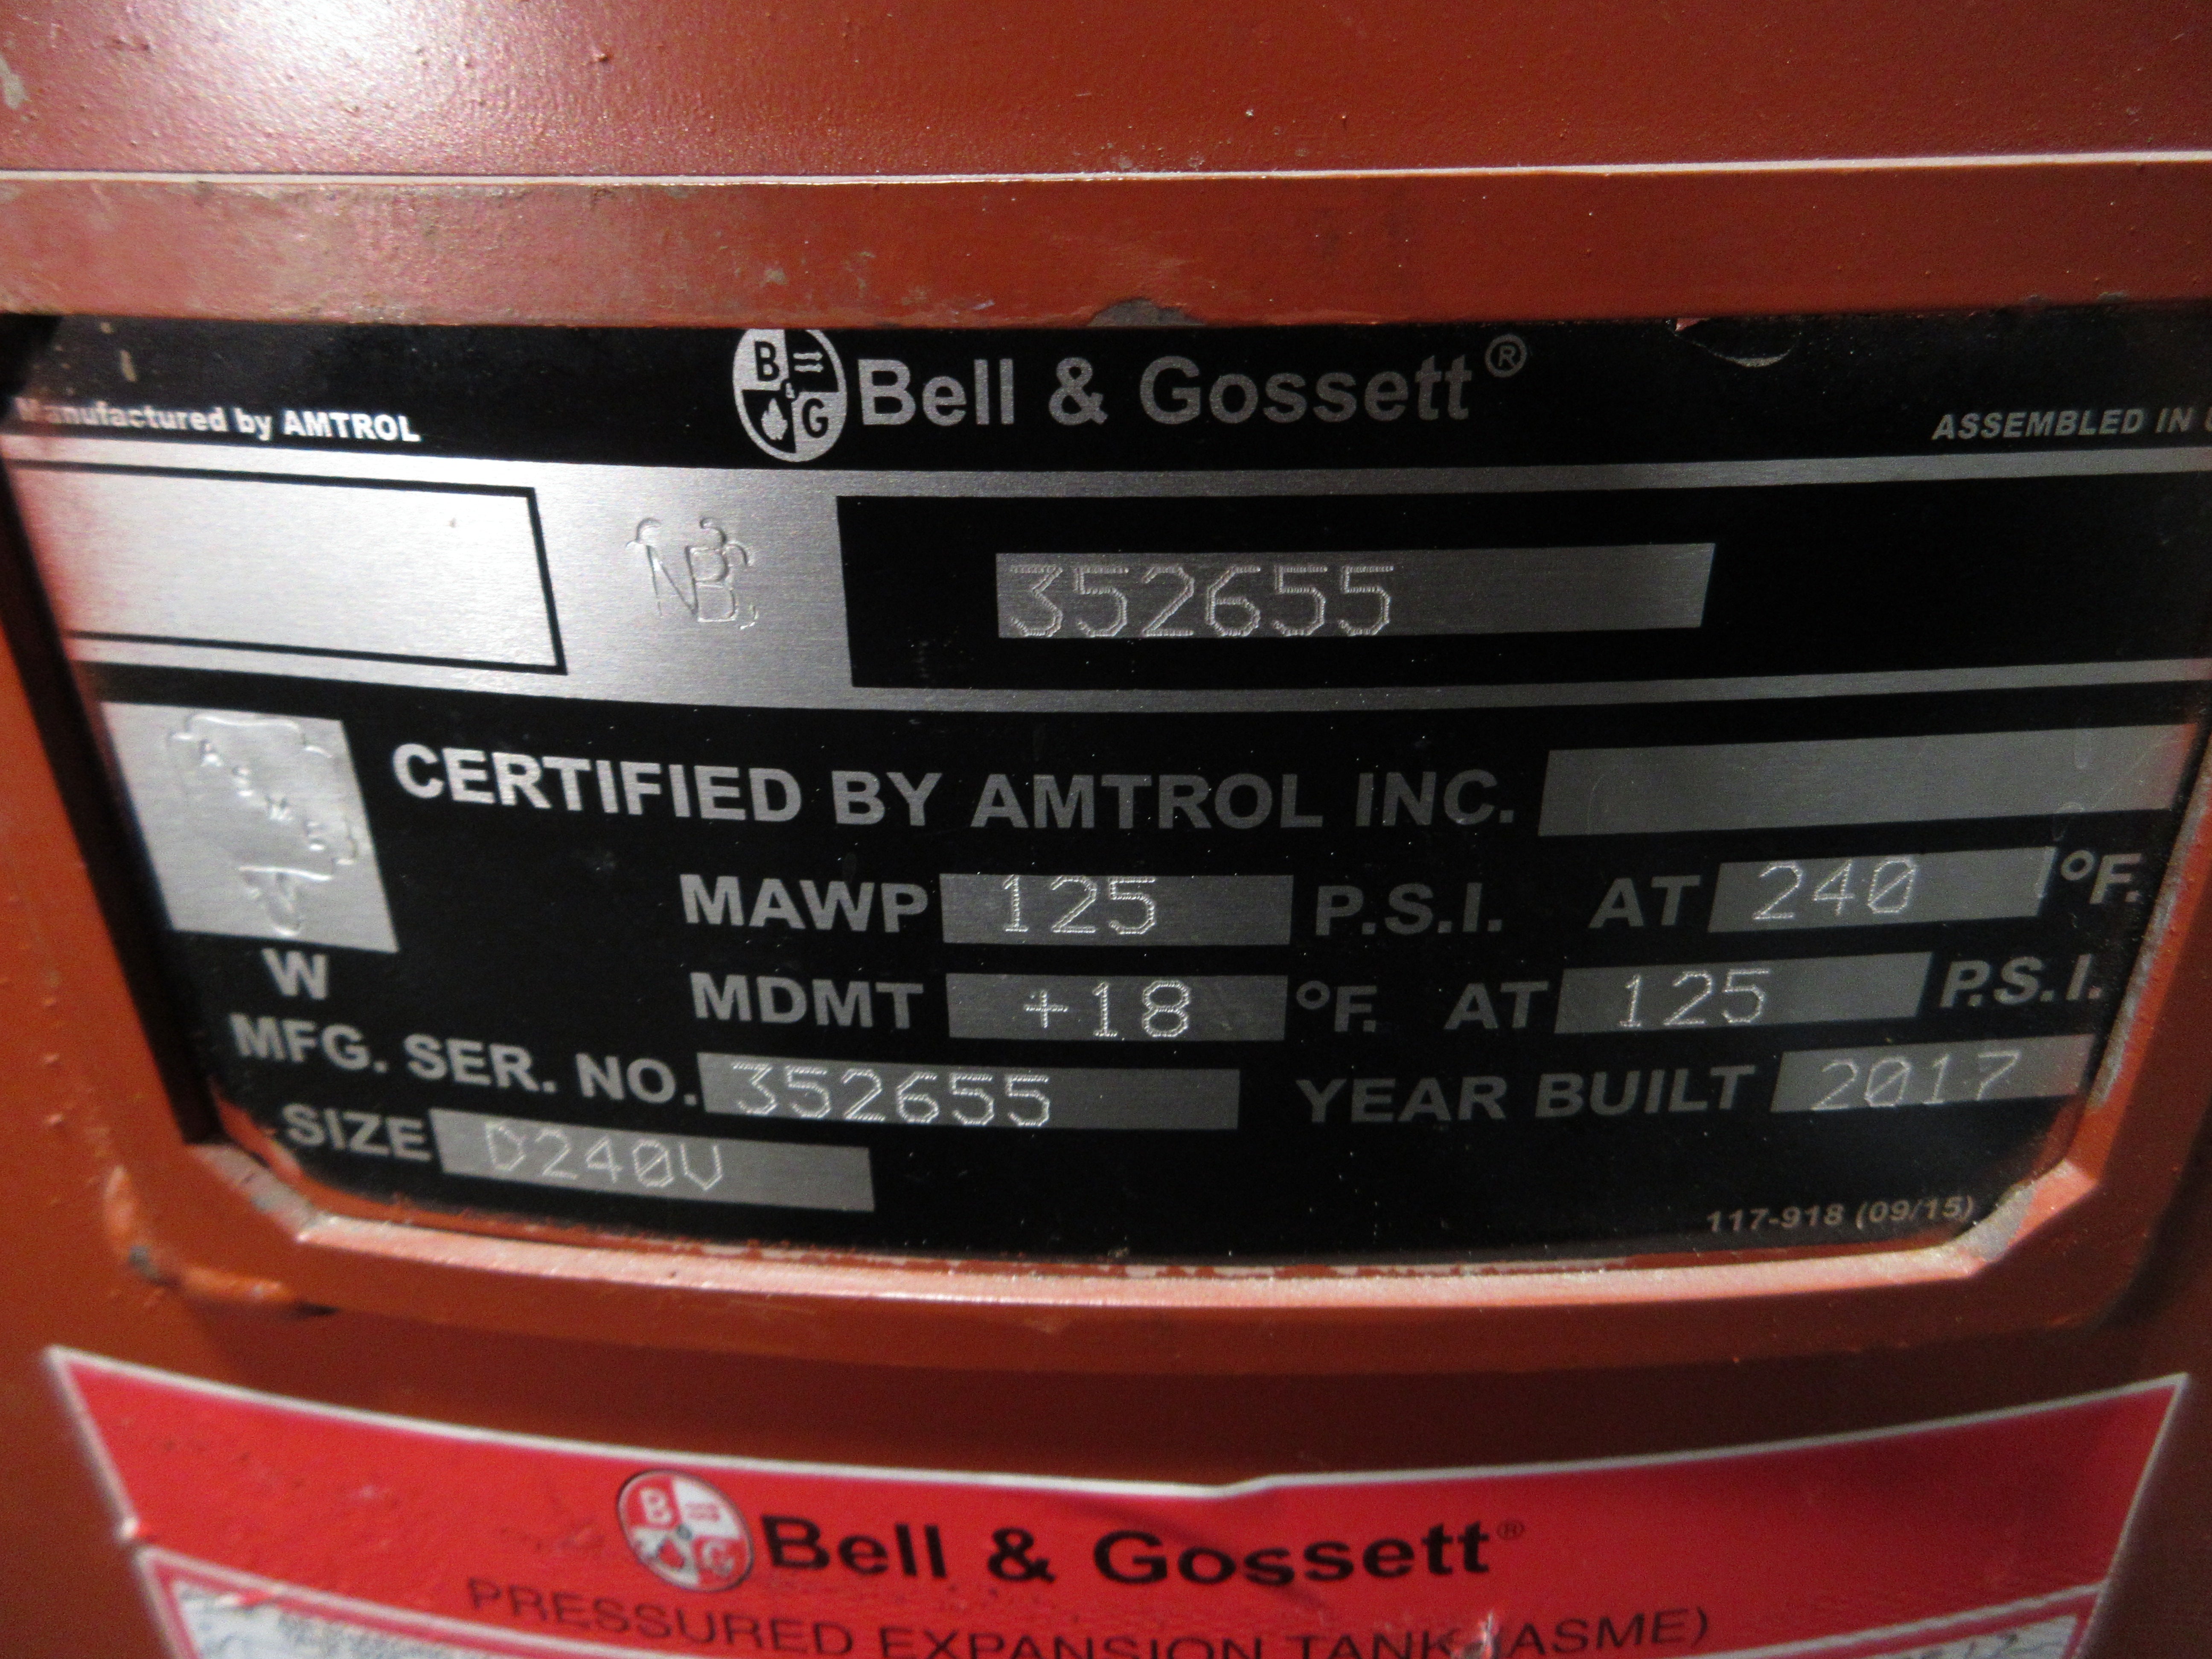 B & G Bell & Gossett®
Manufactured by AMTROL
ASSEMBLED IN
NB 352655
ASME U
CERTIFIED BY AMTROL INC.
MAWP 125 P.S.I. AT 240 °F.
W MDMT +18 °F. AT 125 P.S.I.
MFG. SER. NO. 352655 YEAR BUILT 2017
SIZE D240V
117-918 (09/15)
B & G Bell & Gossett®
PRESSURED EXPANSION TANK (ASME)